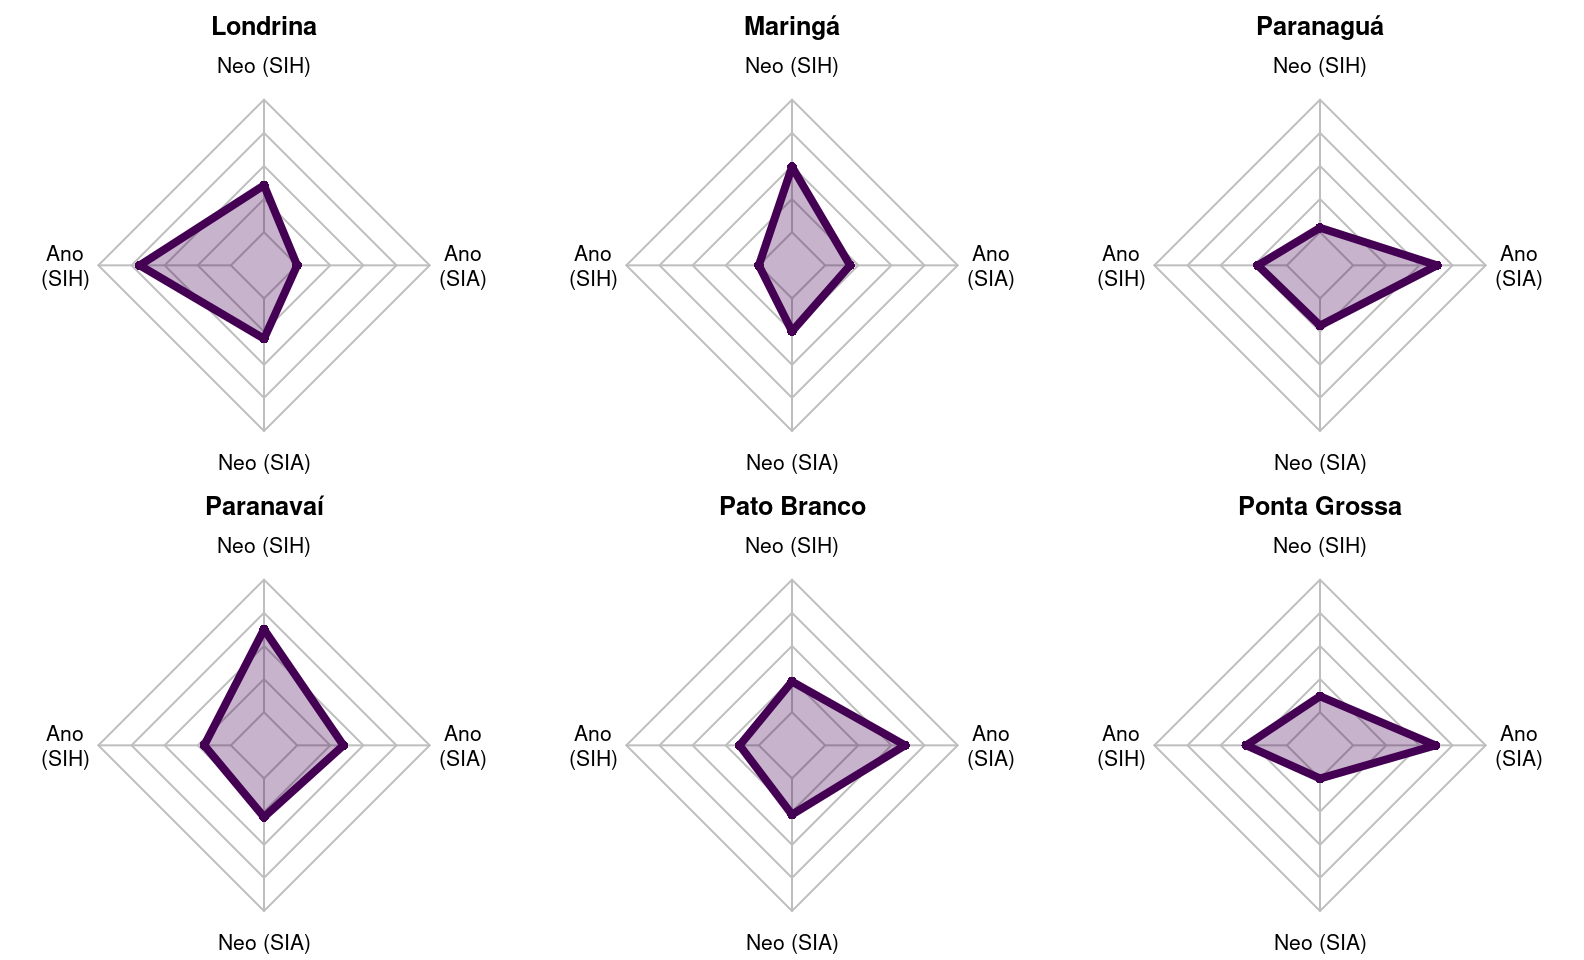 Londrina
Neo (SIH)
Ano
(SIH)
Ano
(SIA)
Neo (SIA)
Maringá
Neo (SIH)
Ano
(SIH)
Ano
(SIA)
Neo (SIA)
Paranaguá
Neo (SIH)
Ano
(SIH)
Ano
(SIA)
Neo (SIA)
Paranavaí
Neo (SIH)
Ano
(SIH)
Ano
(SIA)
Neo (SIA)
Pato Branco
Neo (SIH)
Ano
(SIH)
Ano
(SIA)
Neo (SIA)
Ponta Grossa
Neo (SIH)
Ano
(SIH)
Ano
(SIA)
Neo (SIA)